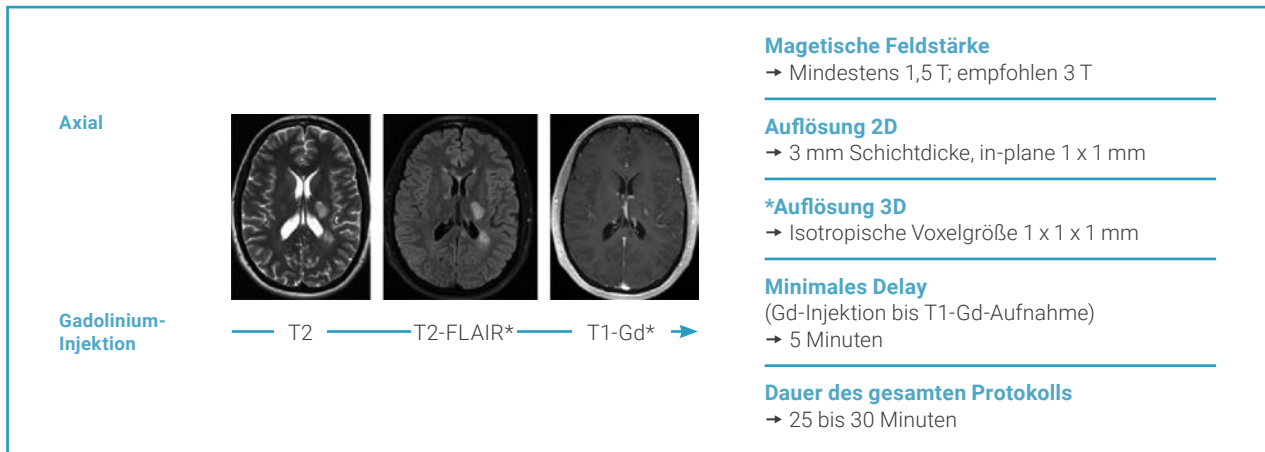 Axial
Gadolinium-
Injektion
T2
T2-FLAIR*
T1-Gd*
Magetische Feldstärke
→ Mindestens 1,5 T; empfohlen 3 T
Auflösung 2D
→ 3 mm Schichtdicke, in-plane 1 x 1 mm
*Auflösung 3D
→ Isotropische Voxelgröße 1 x 1 x 1 mm
Minimales Delay
(Gd-Injektion bis T1-Gd-Aufnahme)
→ 5 Minuten
Dauer des gesamten Protokolls
→ 25 bis 30 Minuten